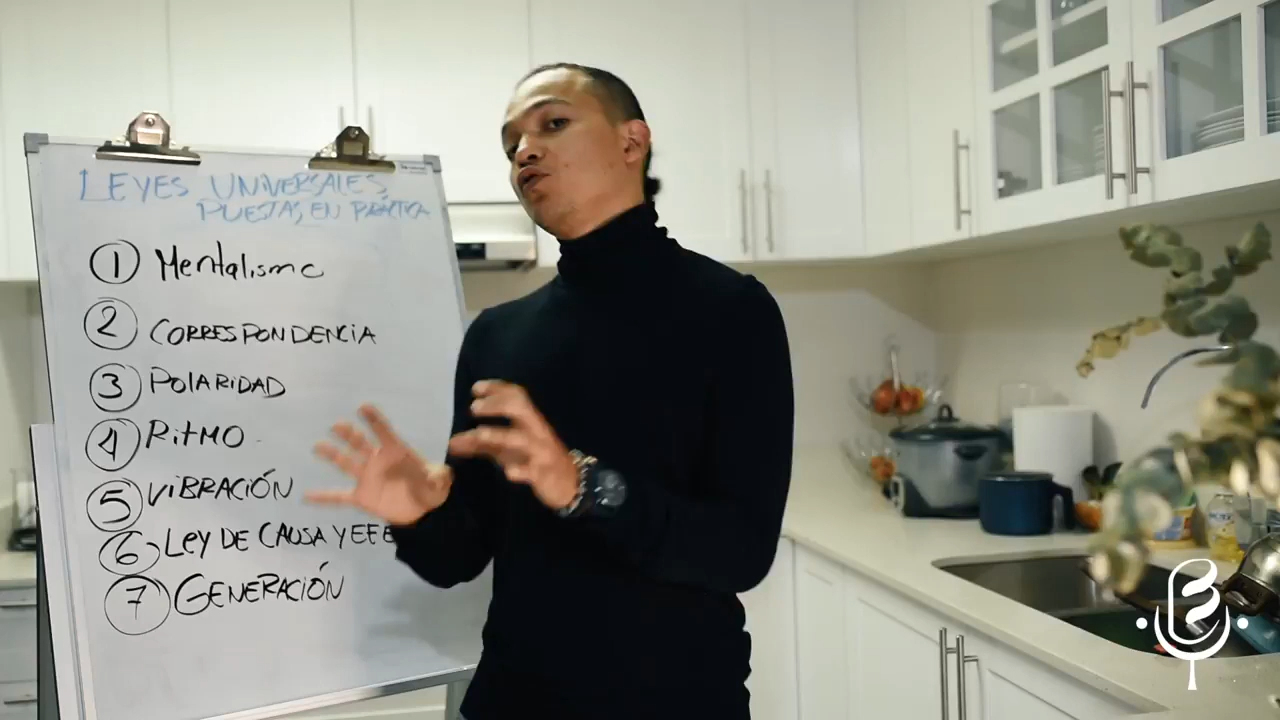 LEYES UNIVERSALES,
PUESTAS EN PRÁCTICA
1 Mentalismo
2 CORRESPONDENCIA
3 POLARIDAD
4 RITMO
5 VIBRACIÓN
6 Ley DE CAUSA Y EFE
7 GENERACIÓN